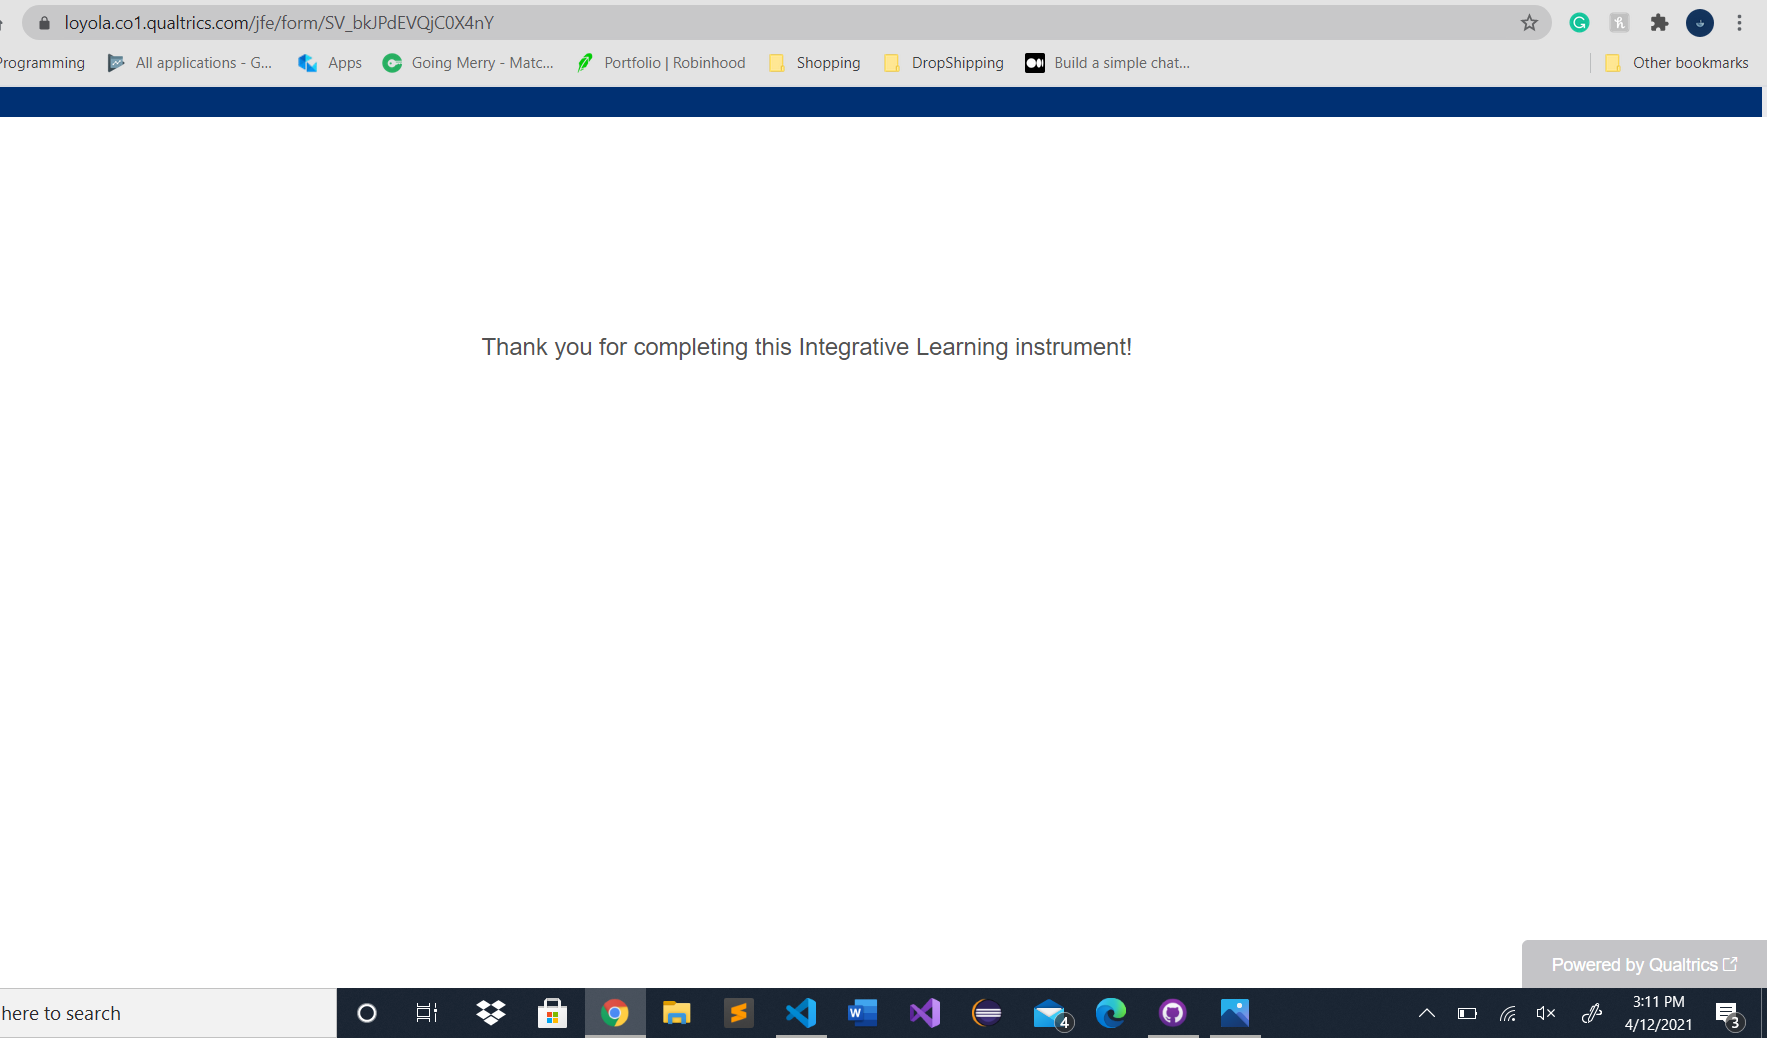 loyola.co1.qualtrics.com/jfe/form/SV_bkJPdEVQjC0X4nY
Programming All applications - G... Apps Going Merry - Matc... Portfolio | Robinhood Shopping DropShipping Build a simple chat... Other bookmarks
Thank you for completing this Integrative Learning instrument!
Powered by Qualtrics
here to search
4
3:11 PM
4/12/2021
3